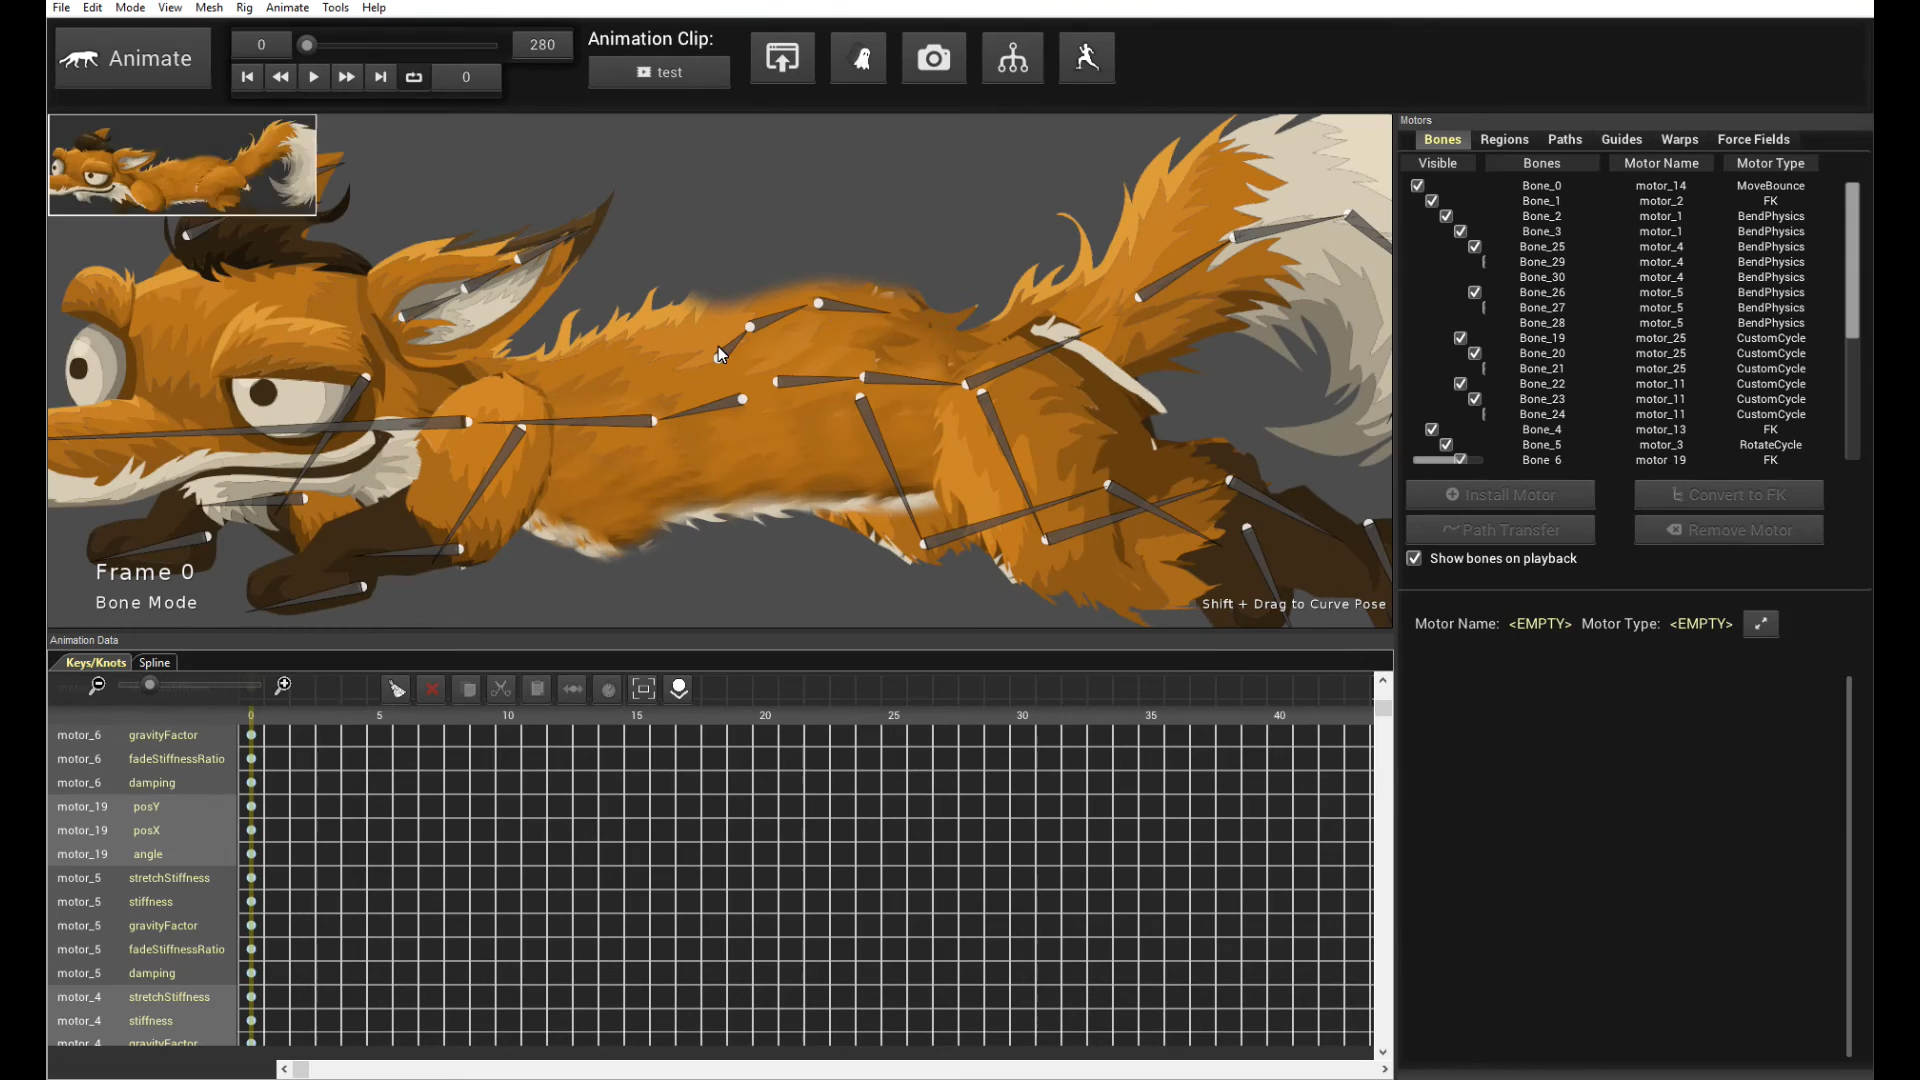 File Edit Mode View Mesh Rig Animate Tools Help
Animate
0 280
0
Animation Clip:
test
Frame 0
Bone Mode
Shift + Drag to Curve Pose
Motors
Bones Regions Paths Guides Warps Force Fields
Visible Bones Motor Name Motor Type
Bone_0 motor_14 MoveBounce
Bone_1 motor_2 FK
Bone_2 motor_1 BendPhysics
Bone_3 motor_1 BendPhysics
Bone_25 motor_4 BendPhysics
Bone_29 motor_4 BendPhysics
Bone_30 motor_4 BendPhysics
Bone_26 motor_5 BendPhysics
Bone_27 motor_5 BendPhysics
Bone_28 motor_5 BendPhysics
Bone_19 motor_25 CustomCycle
Bone_20 motor_25 CustomCycle
Bone_21 motor_25 CustomCycle
Bone_22 motor_11 CustomCycle
Bone_23 motor_11 CustomCycle
Bone_24 motor_11 CustomCycle
Bone_4 motor_13 FK
Bone_5 motor_3 RotateCycle
Bone_6 motor_19 FK
Install Motor Convert to FK
Path Transfer Remove Motor
Show bones on playback
Motor Name: <EMPTY> Motor Type: <EMPTY>
Animation Data
Keys/Knots Spline
0 5 10 15 20 25 30 35 40
motor_6 gravityFactor
motor_6 fadeStiffnessRatio
motor_6 damping
motor_19 posY
motor_19 posX
motor_19 angle
motor_5 stretchStiffness
motor_5 stiffness
motor_5 gravityFactor
motor_5 fadeStiffnessRatio
motor_5 damping
motor_4 stretchStiffness
motor_4 stiffness
motor_4 gravityFactor